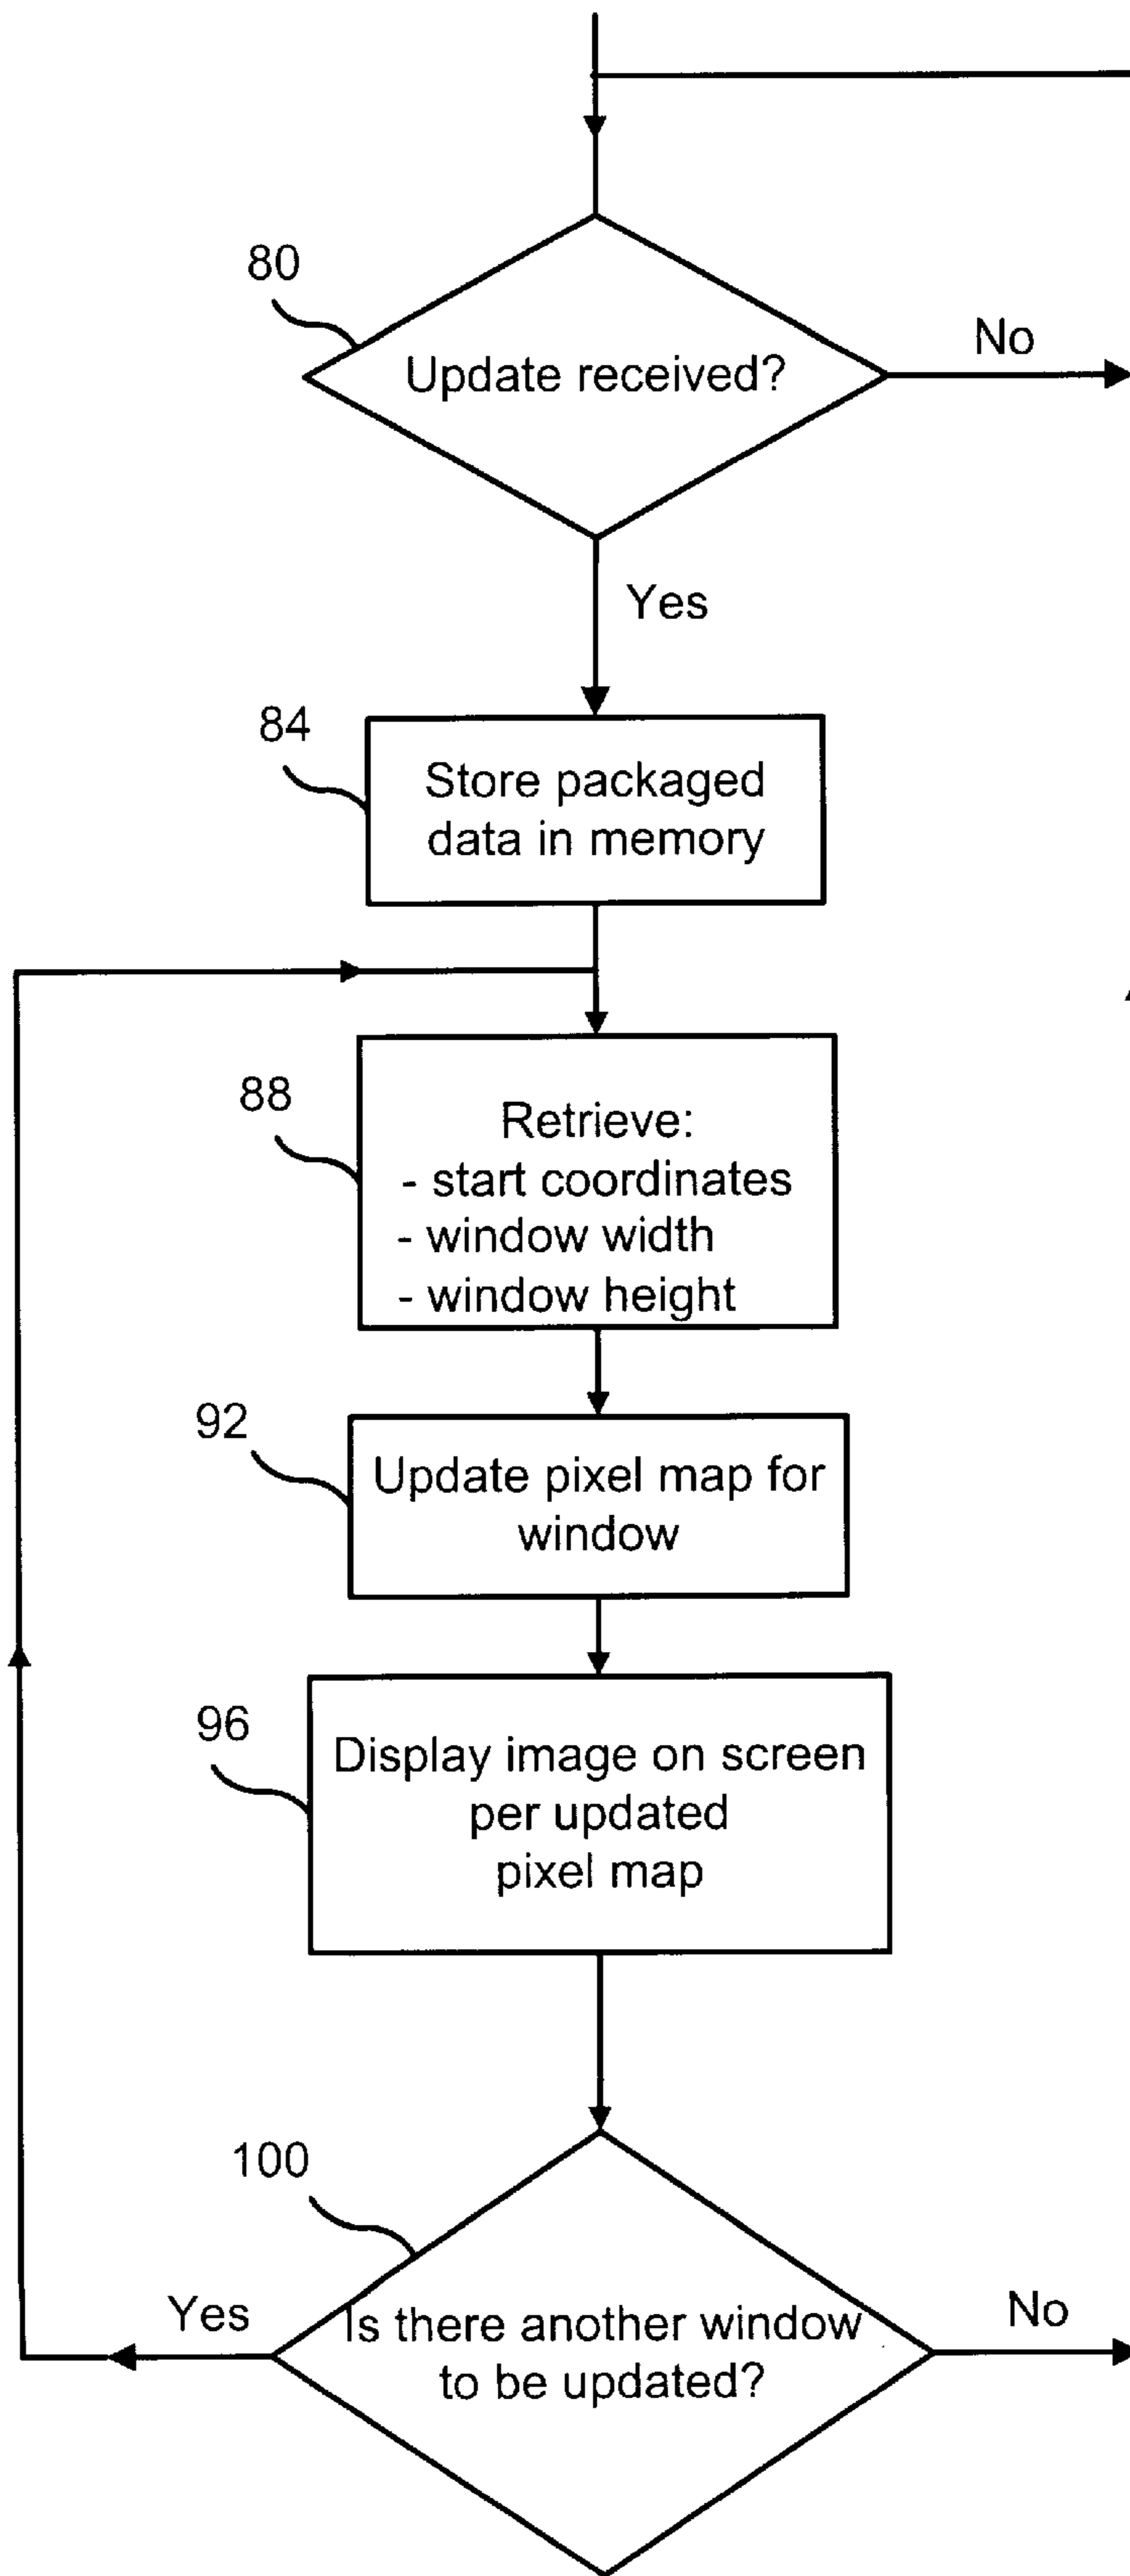 80
Update received?
No
Yes
84
Store packaged
data in memory
88
Retrieve:
- start coordinates
- window width
- window height
92
Update pixel map for
window
96
Display image on screen
per updated
pixel map
100
Yes
Is there another window
to be updated?
No